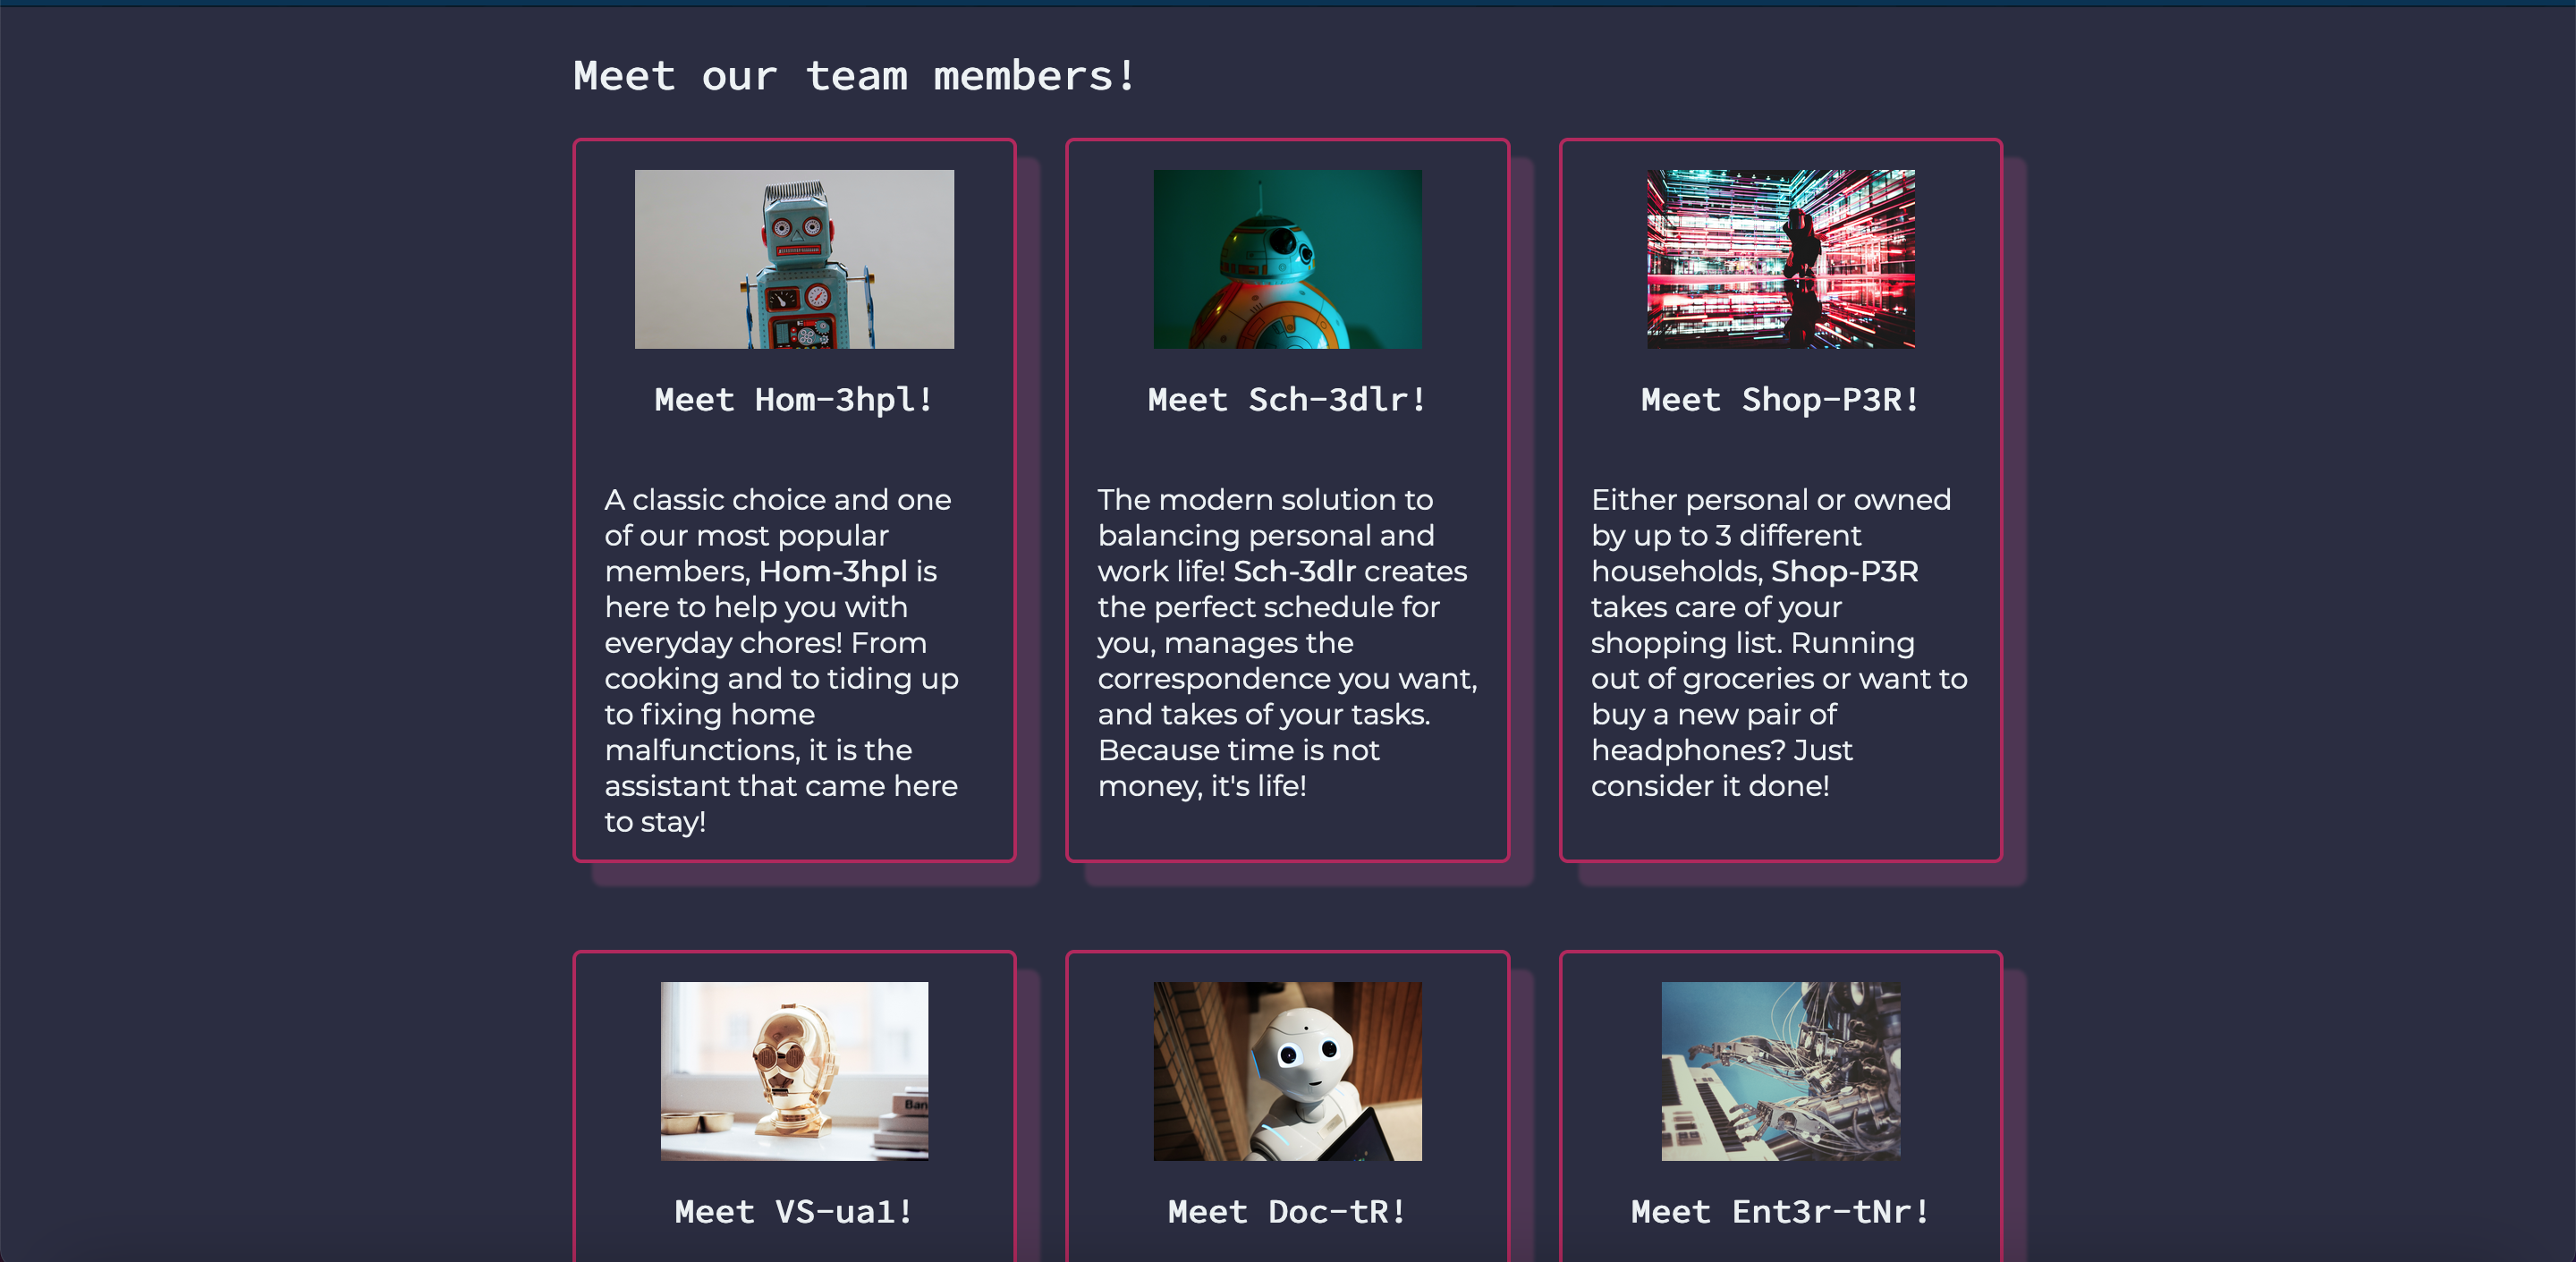 Meet our team members!
Meet Hom-3hpl!
A classic choice and one
of our most popular
members, Hom-3hpl is
here to help you with
everyday chores! From
cooking and to tiding up
to fixing home
malfunctions, it is the
assistant that came here
to stay!
Meet Sch-3dlr!
The modern solution to
balancing personal and
work life! Sch-3dlr creates
the perfect schedule for
you, manages the
correspondence you want,
and takes of your tasks.
Because time is not
money, it's life!
Meet Shop-P3R!
Either personal or owned
by up to 3 different
households, Shop-P3R
takes care of your
shopping list. Running
out of groceries or want to
buy a new pair of
headphones? Just
consider it done!
Ban
Meet VS-ua1!
Meet Doc-tR!
Meet Ent3r-tNr!